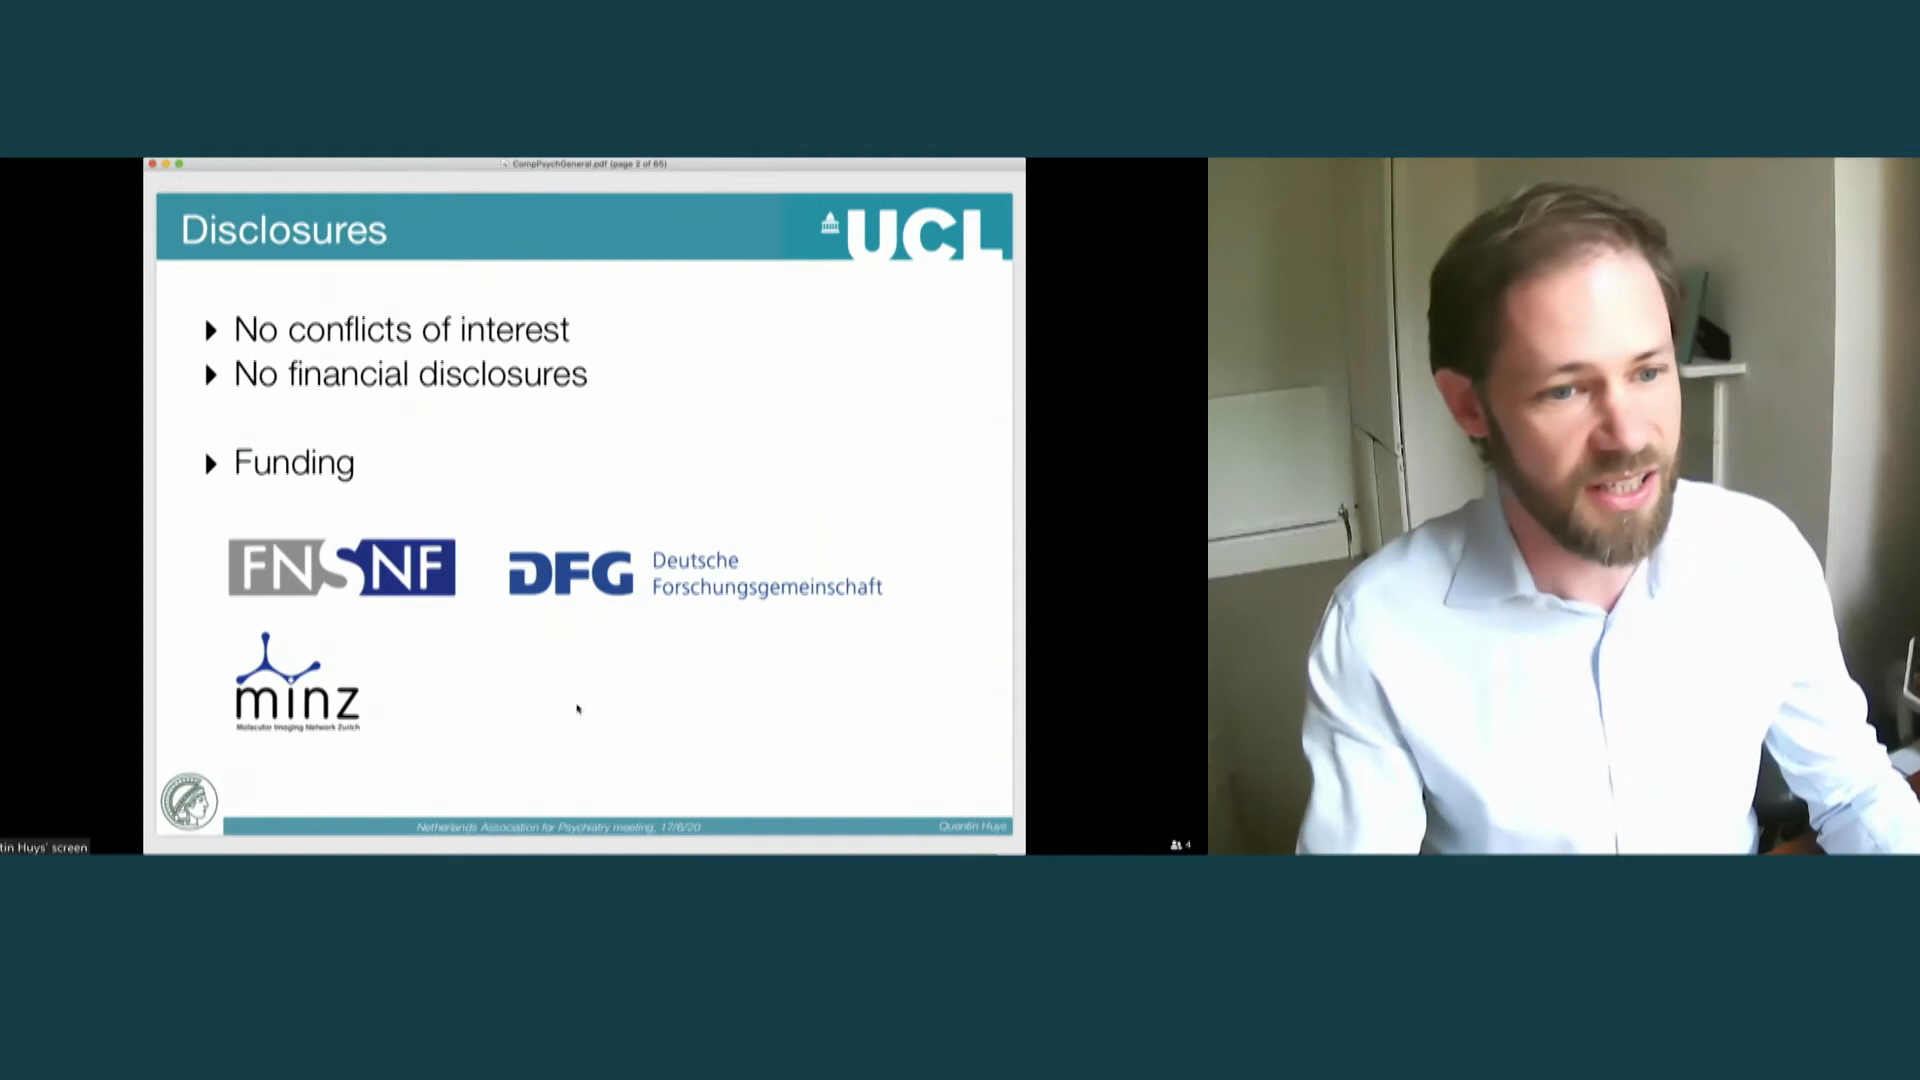 CompPsychGeneral.pdf (page 2 of 65)
Disclosures
UCL
No conflicts of interest
No financial disclosures
Funding
FNSNF
DFG Deutsche
Forschungsgemeinschaft
minz
Molecular Imaging Network Zurich
Netherlands Association for Psychiatry meeting, 17/6/20
Quentin Huys
tin Huys' screen
4